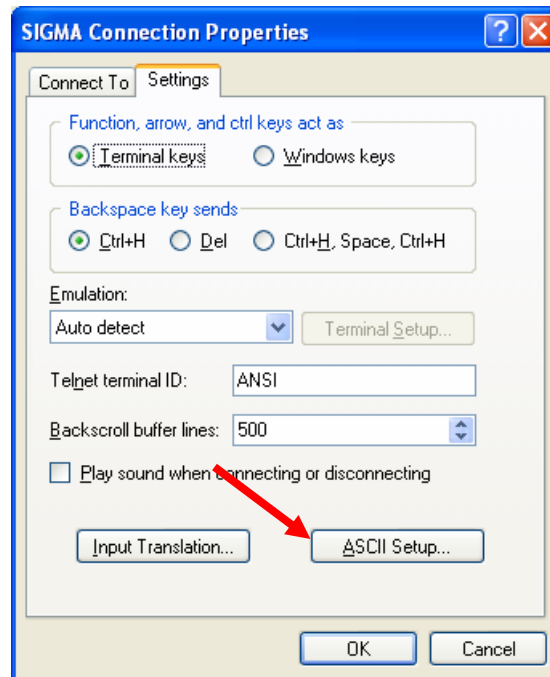 SIGMA Connection Properties
Connect To Settings
Function, arrow, and ctrl keys act as
Terminal keys Windows keys
Backspace key sends
Ctrl+H Del Ctrl+H, Space, Ctrl+H
Emulation:
Auto detect Terminal Setup...
Telnet terminal ID: ANSI
Backscroll buffer lines: 500
Play sound when connecting or disconnecting
Input Translation... ASCII Setup...
OK Cancel